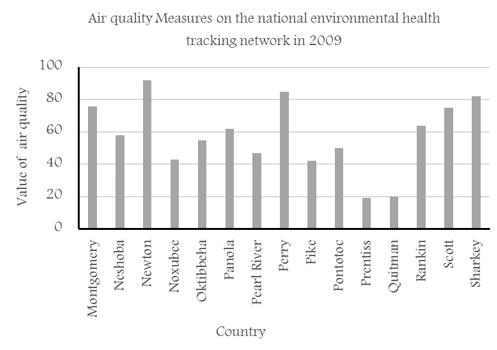 Air quality Measures on the national environmental health
tracking network in 2009
Value of air quality
100
80
60
40
20
0
Montgomery
Neshoba
Newton
Noxubee
Oktibbeha
Panola
Pearl River
Perry
Pike
Pontotoc
Prentiss
Quitman
Rankin
Scott
Sharkey
Country